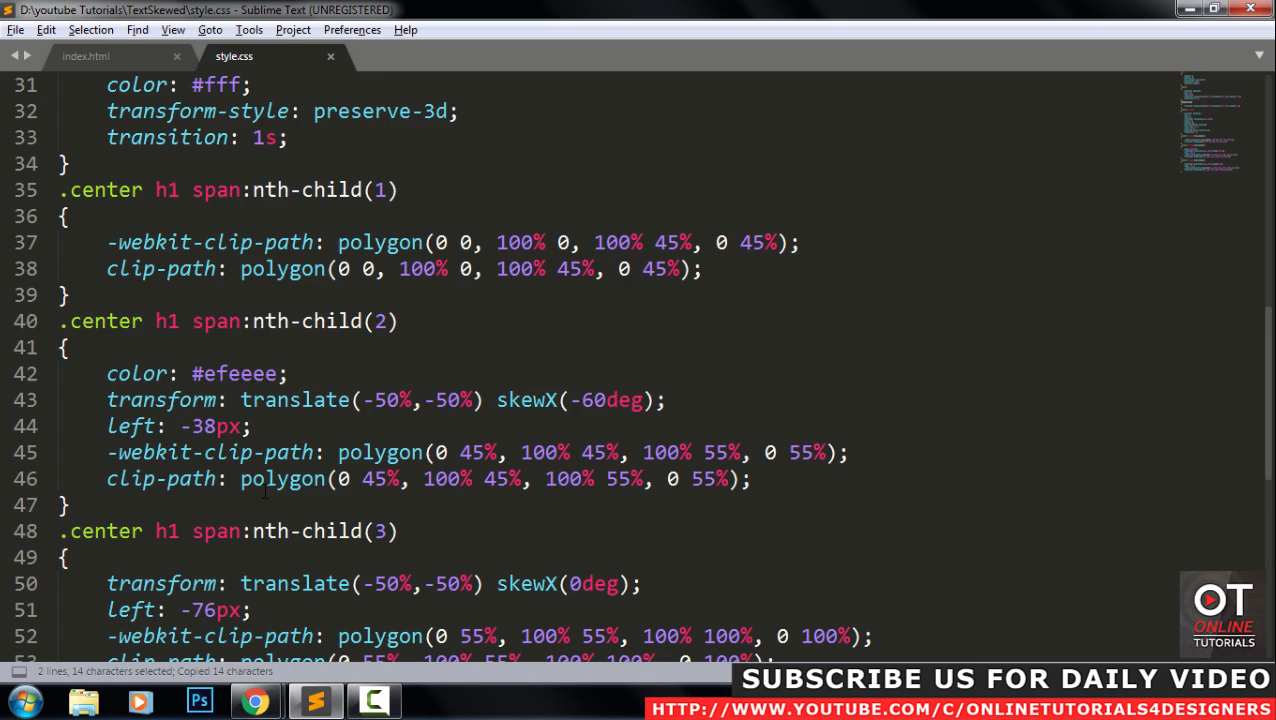 D:\youtube Tutorials\TextSkewed\style.css - Sublime Text (UNREGISTERED)
File Edit Selection Find View Goto Tools Project Preferences Help
index.html × style.css ×
31 color: #fff;
32 transform-style: preserve-3d;
33 transition: 1s;
34 }
35 .center h1 span:nth-child(1)
36 {
37 -webkit-clip-path: polygon(0 0, 100% 0, 100% 45%, 0 45%);
38 clip-path: polygon(0 0, 100% 0, 100% 45%, 0 45%);
39 }
40 .center h1 span:nth-child(2)
41 {
42 color: #efeeee;
43 transform: translate(-50%,-50%) skewX(-60deg);
44 left: -38px;
45 -webkit-clip-path: polygon(0 45%, 100% 45%, 100% 55%, 0 55%);
46 clip-path: polygon(0 45%, 100% 45%, 100% 55%, 0 55%);
47 }
48 .center h1 span:nth-child(3)
49 {
50 transform: translate(-50%,-50%) skewX(0deg);
51 left: -76px;
52 -webkit-clip-path: polygon(0 55%, 100% 55%, 100% 100%, 0 100%);
53 clip-path: polygon(0 55%, 100% 55%, 100% 100%, 0 100%);
OT
ONLINE
TUTORIALS
2 lines, 14 characters selected; Copied 14 characters
SUBSCRIBE US FOR DAILY VIDEO
Ps
HTTP://WWW.YOUTUBE.COM/C/ONLINETUTORIALS4DESIGNERS